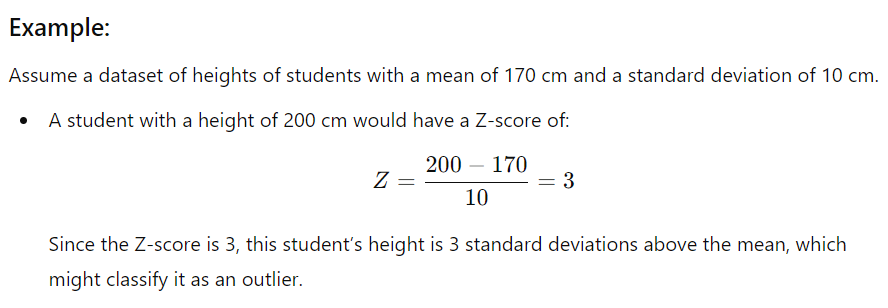 Example:
Assume a dataset of heights of students with a mean of 170 cm and a standard deviation of 10 cm.
• A student with a height of 200 cm would have a Z-score of:
Z = \frac{200 − 170}{10} = 3
Since the Z-score is 3, this student’s height is 3 standard deviations above the mean, which
might classify it as an outlier.